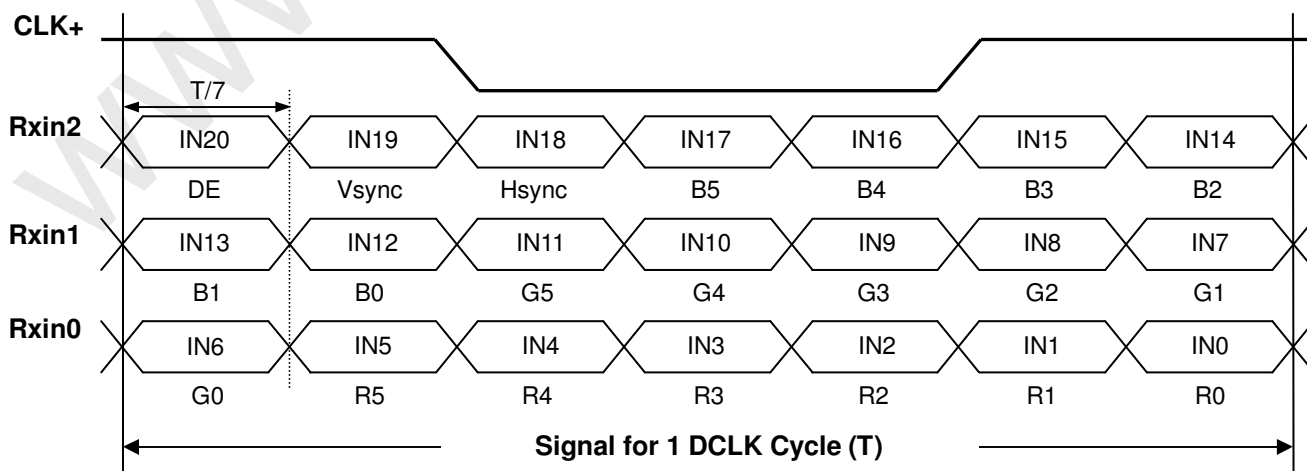 CLK+
T/7
Rxin2 IN20 IN19 IN18 IN17 IN16 IN15 IN14
DE Vsync Hsync B5 B4 B3 B2
Rxin1 IN13 IN12 IN11 IN10 IN9 IN8 IN7
B1 B0 G5 G4 G3 G2 G1
Rxin0 IN6 IN5 IN4 IN3 IN2 IN1 IN0
G0 R5 R4 R3 R2 R1 R0
Signal for 1 DCLK Cycle (T)